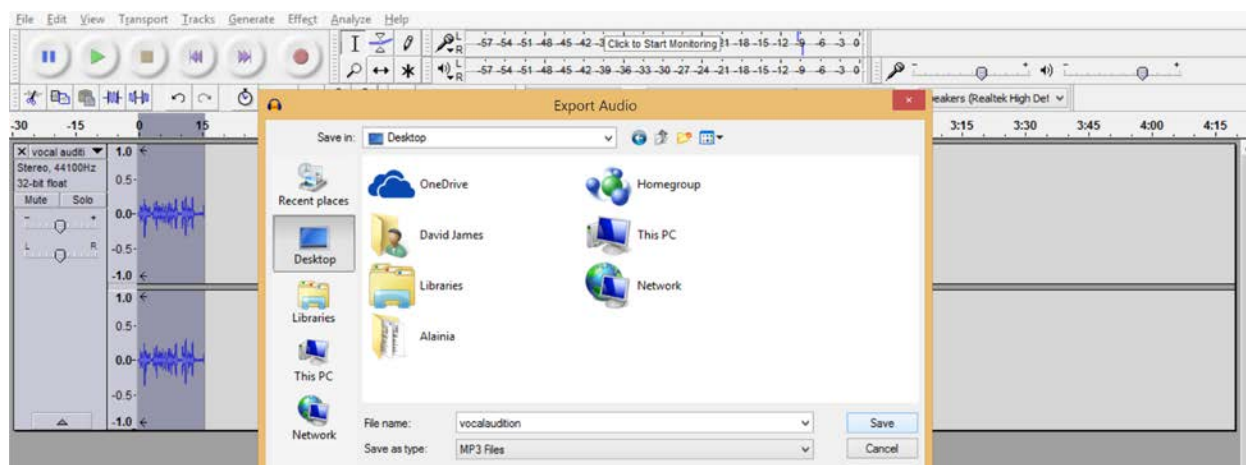 File Edit View Transport Tracks Generate Effect Analyze Help
L R -57 -54 -51 -48 -45 -42 -3 Click to Start Monitoring 21 -18 -15 -12 -9 -6 -3 0
L R -57 -54 -51 -48 -45 -42 -39 -36 -33 -30 -27 -24 -21 -18 -15 -12 -9 -6 -3 0
Export Audio
eakers (Realtek High Def
-30 -15 0 15 3:15 3:30 3:45 4:00 4:15
Save in: Desktop
X vocal auditi 1.0
Stereo, 44100Hz
32-bit float
Mute Solo
- +
L R
0.5
0.0
-0.5
-1.0
1.0
0.5
0.0
-0.5
-1.0
Recent places
Desktop
Libraries
This PC
Network
OneDrive
Homegroup
David James
This PC
Libraries
Network
Alainia
File name: vocalaudition Save
Save as type: MP3 Files Cancel